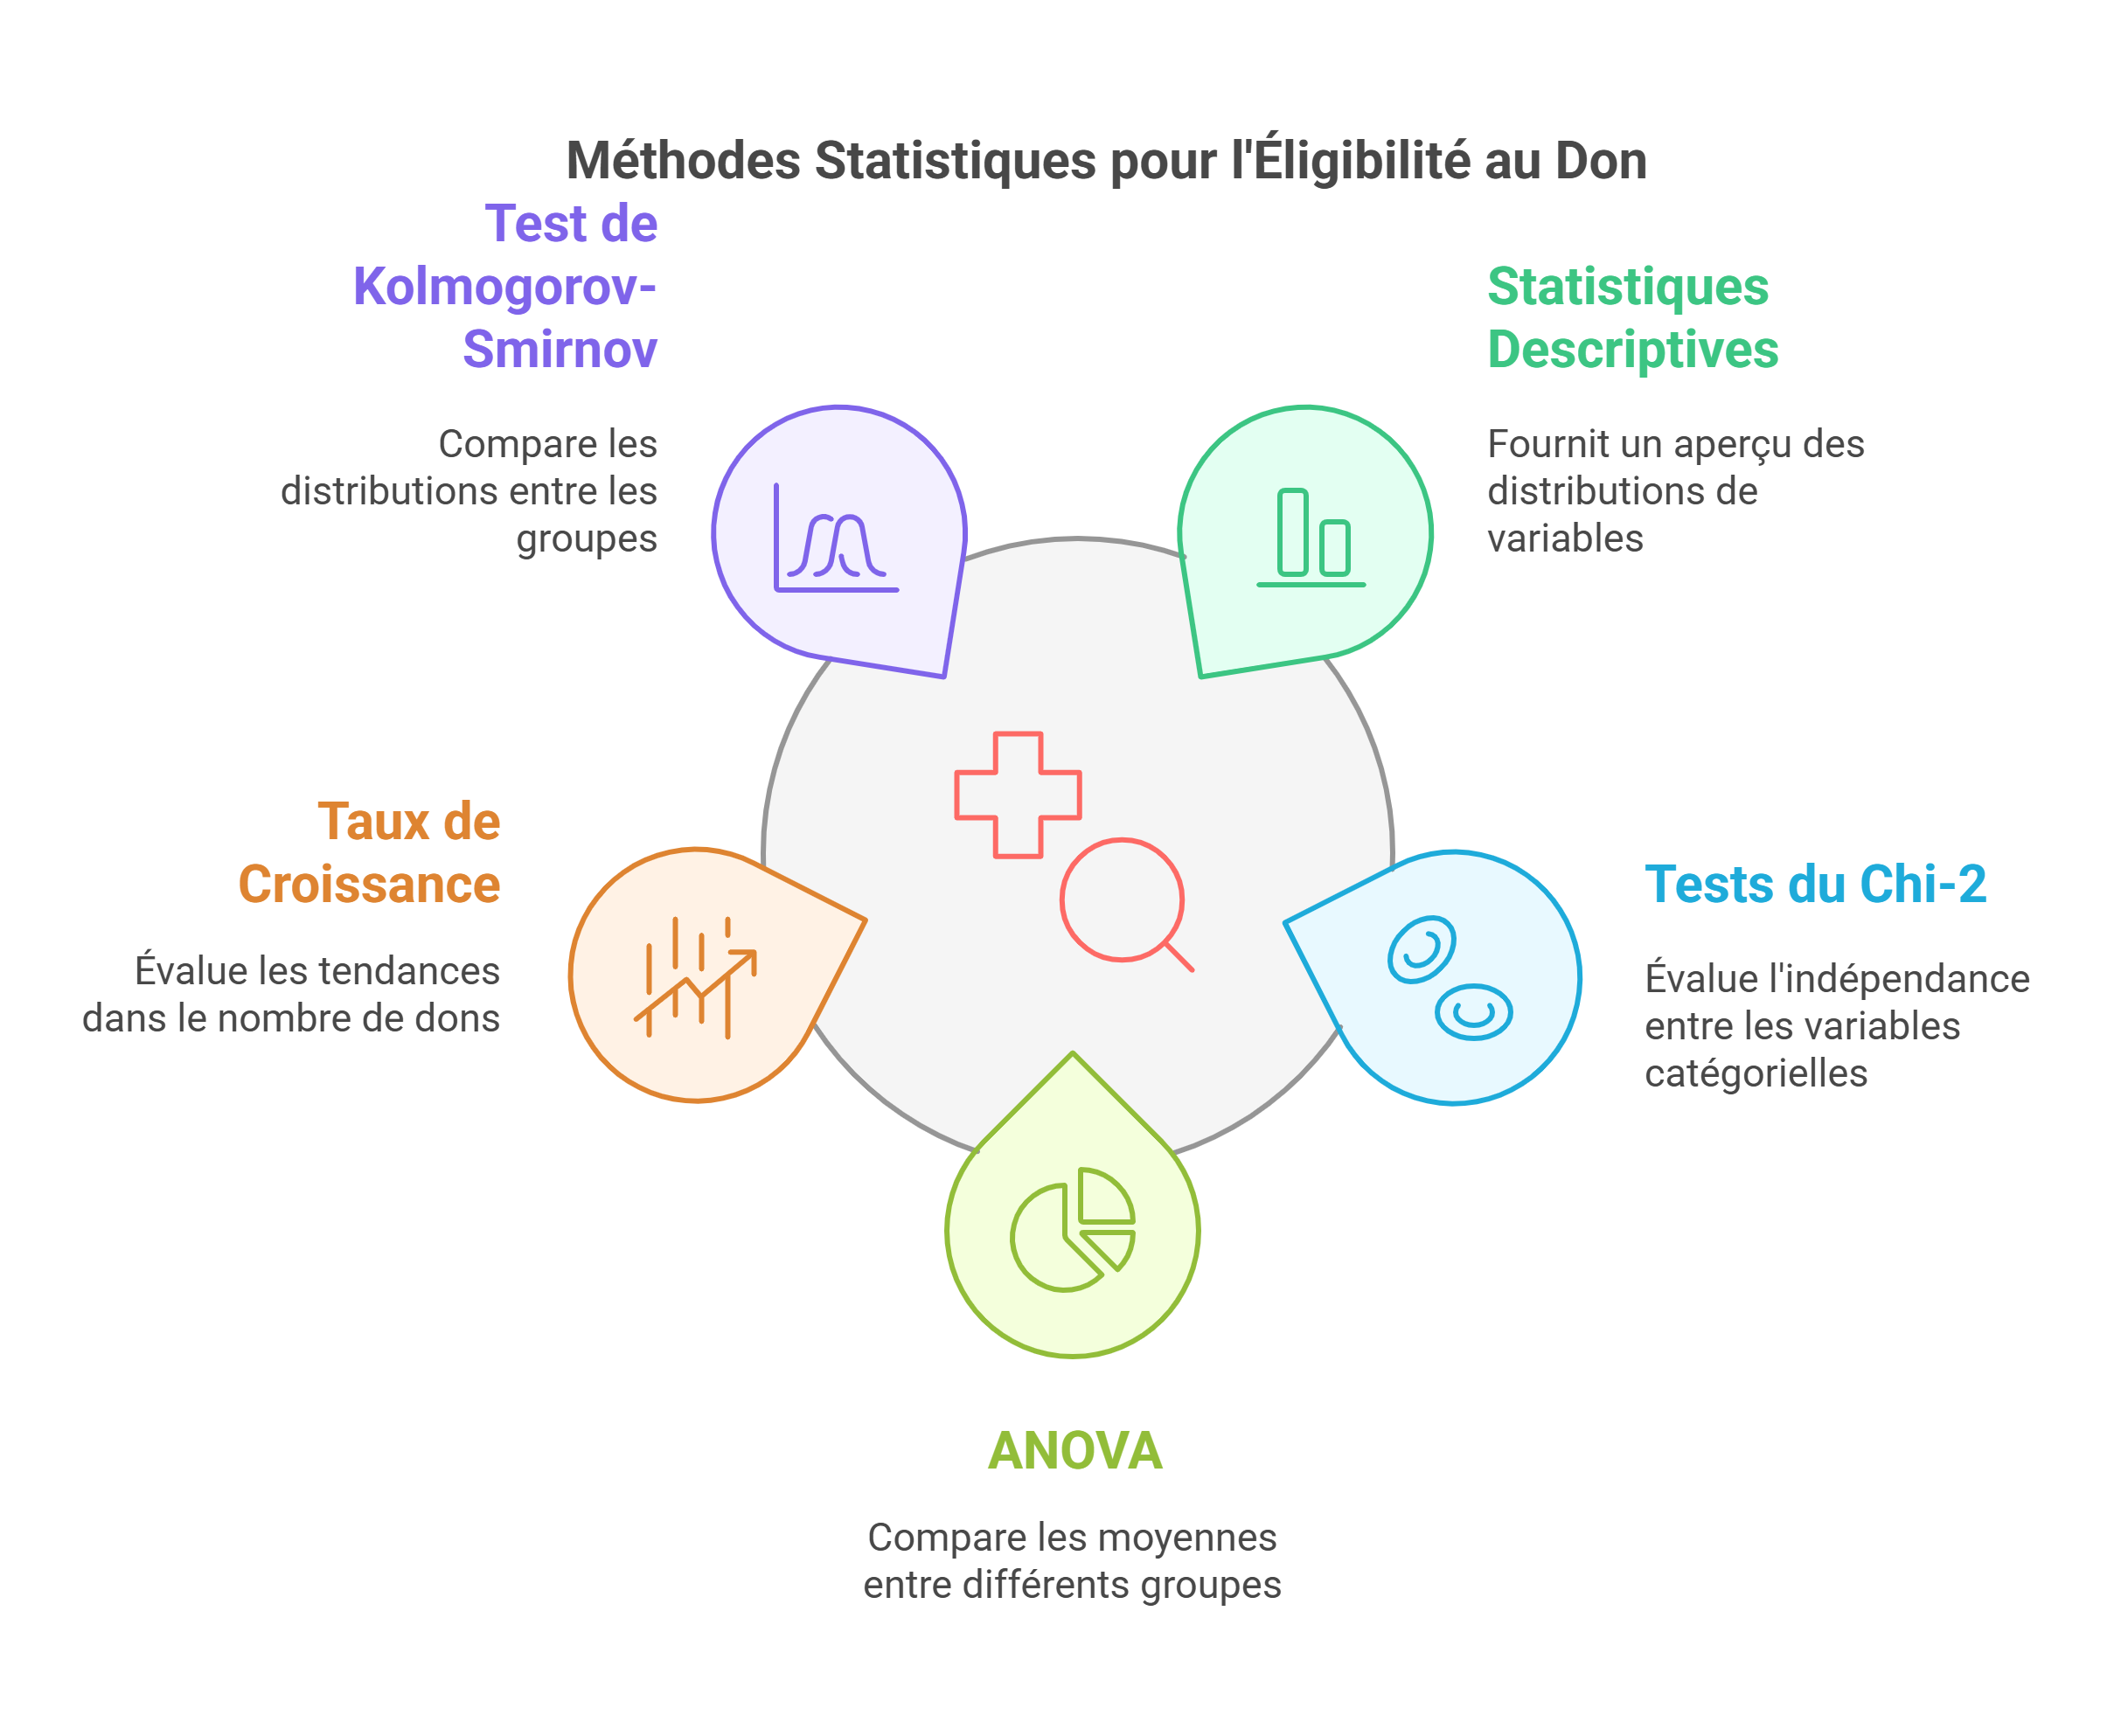 Méthodes Statistiques pour l'Éligibilité au Don
Test de
Kolmogorov-
Smirnov
Compare les
distributions entre les
groupes
Statistiques
Descriptives
Fournit un aperçu des
distributions de
variables
Taux de
Croissance
Évalue les tendances
dans le nombre de dons
Tests du Chi-2
Évalue l'indépendance
entre les variables
catégorielles
ANOVA
Compare les moyennes
entre différents groupes